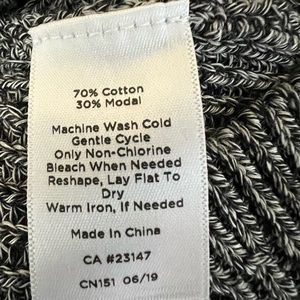 70% Cotton
30% Modal
Machine Wash Cold
Gentle Cycle
Only Non-Chlorine
Bleach When Needed
Reshape, Lay Flat To
Dry
Warm Iron, If Needed
Made In China
CA #23147
CN151 06/19